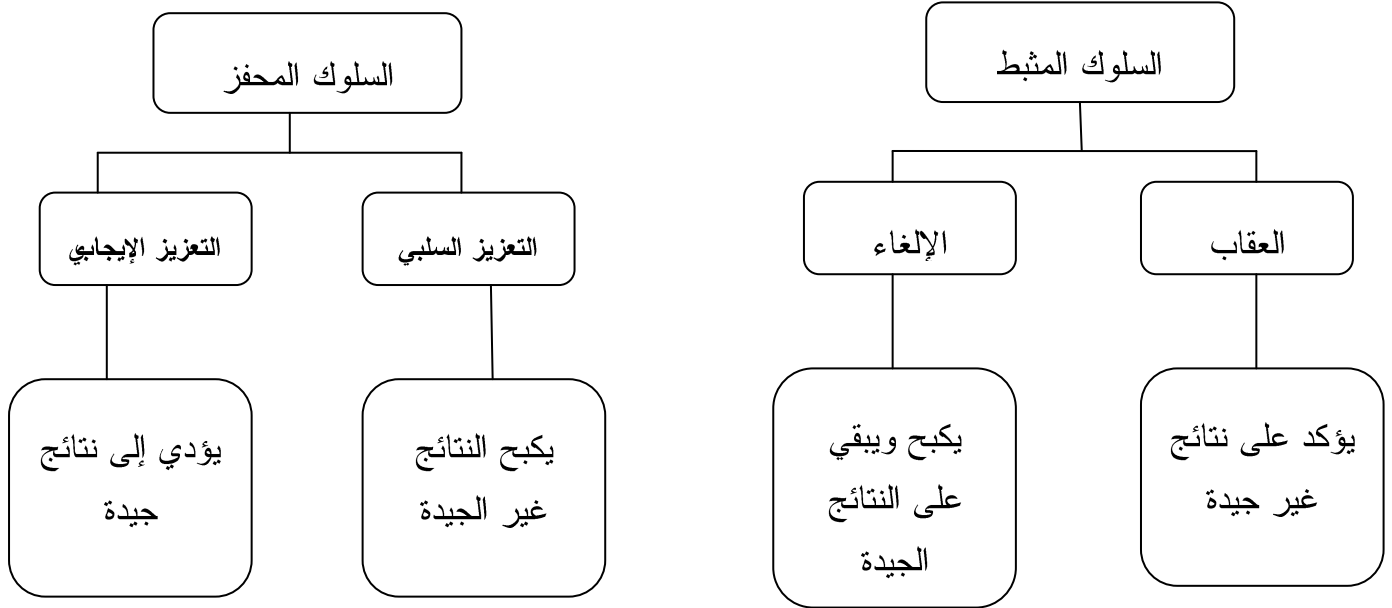 السلوك المثبط
العقاب
يؤكد على نتائج
غير جيدة
الإلغاء
يكبح ويبقي
على النتائج
الجيدة
السلوك المحفز
التعزيز السلبي
يكبح النتائج
غير الجيدة
التعزيز الإيجابي
يؤدي إلى نتائج
جيدة